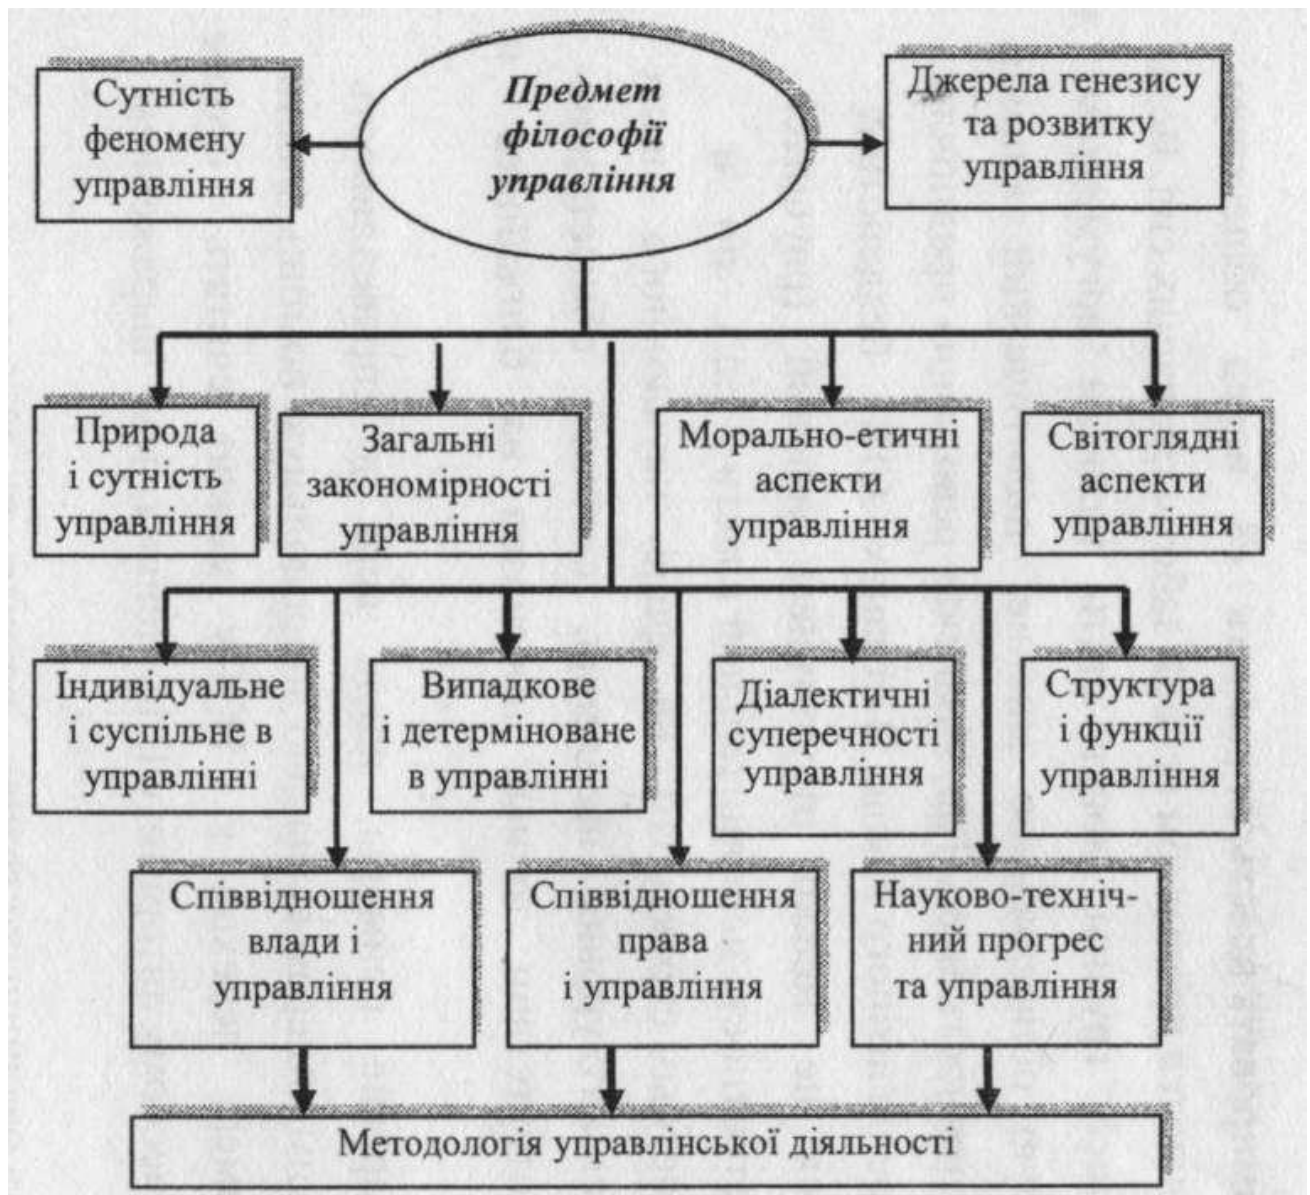 Сутність
феномену
управління
Предмет
філософії
управління
Джерела генезису
та розвитку
управління
Природа
і сутність
управління
Загальні
закономірності
управління
Морально-етичні
аспекти
управління
Світоглядні
аспекти
управління
Індивідуальне
і суспільне в
управлінні
Випадкове
і детерміноване
в управлінні
Діалектичні
суперечності
управління
Структура
і функції
управління
Співвідношення
влади і
управління
Співвідношення
права
і управління
Науково-техніч-
ний прогрес
та управління
Методологія управлінської діяльності